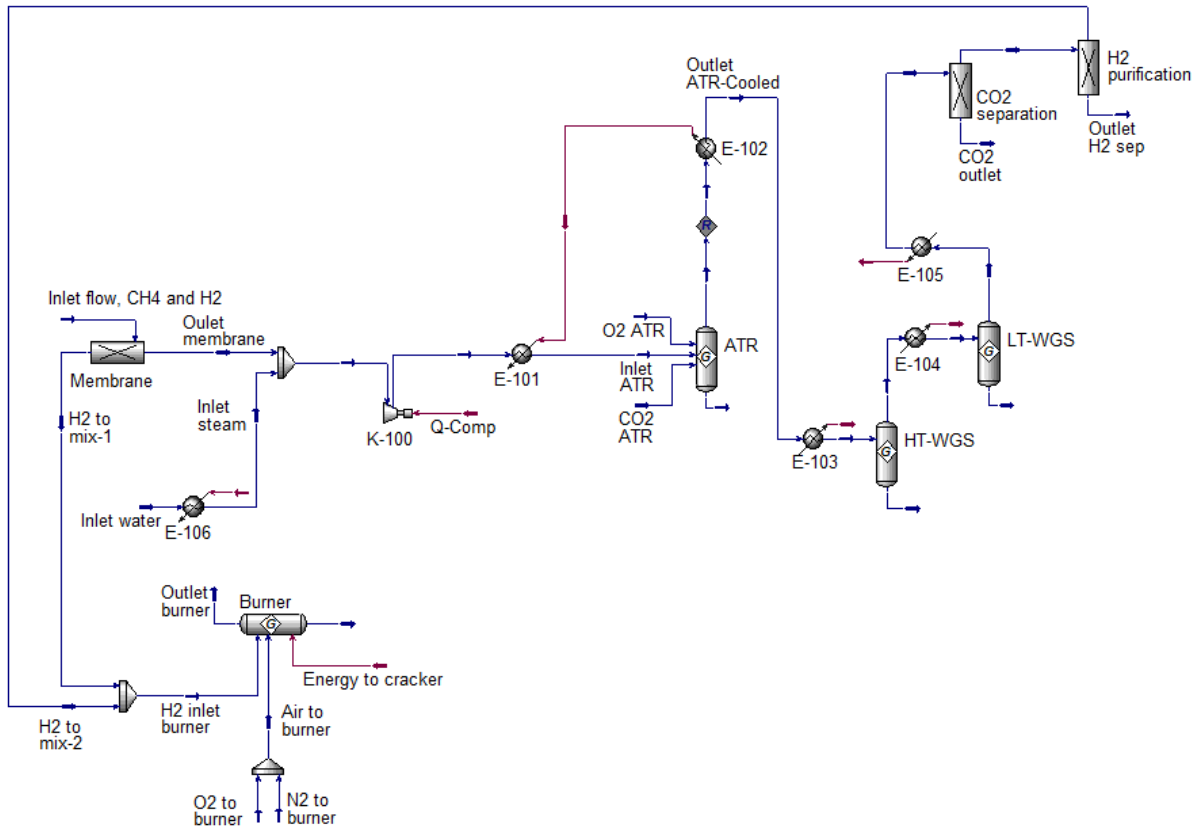 H2
purification
Outlet
ATR-Cooled
CO2
separation
Outlet
H2 sep
E-102
CO2
outlet
R
E-105
Inlet flow, CH4 and H2
Oulet
membrane
O2 ATR
G
ATR
E-104
G
LT-WGS
Membrane
E-101
Inlet
ATR
H2 to
mix-1
Inlet
steam
K-100
Q-Comp
CO2
ATR
E-103
G
HT-WGS
Inlet water
E-106
Outlet
burner
Burner
G
Energy to cracker
H2 to
mix-2
H2 inlet
burner
Air to
burner
O2 to
burner
N2 to
burner